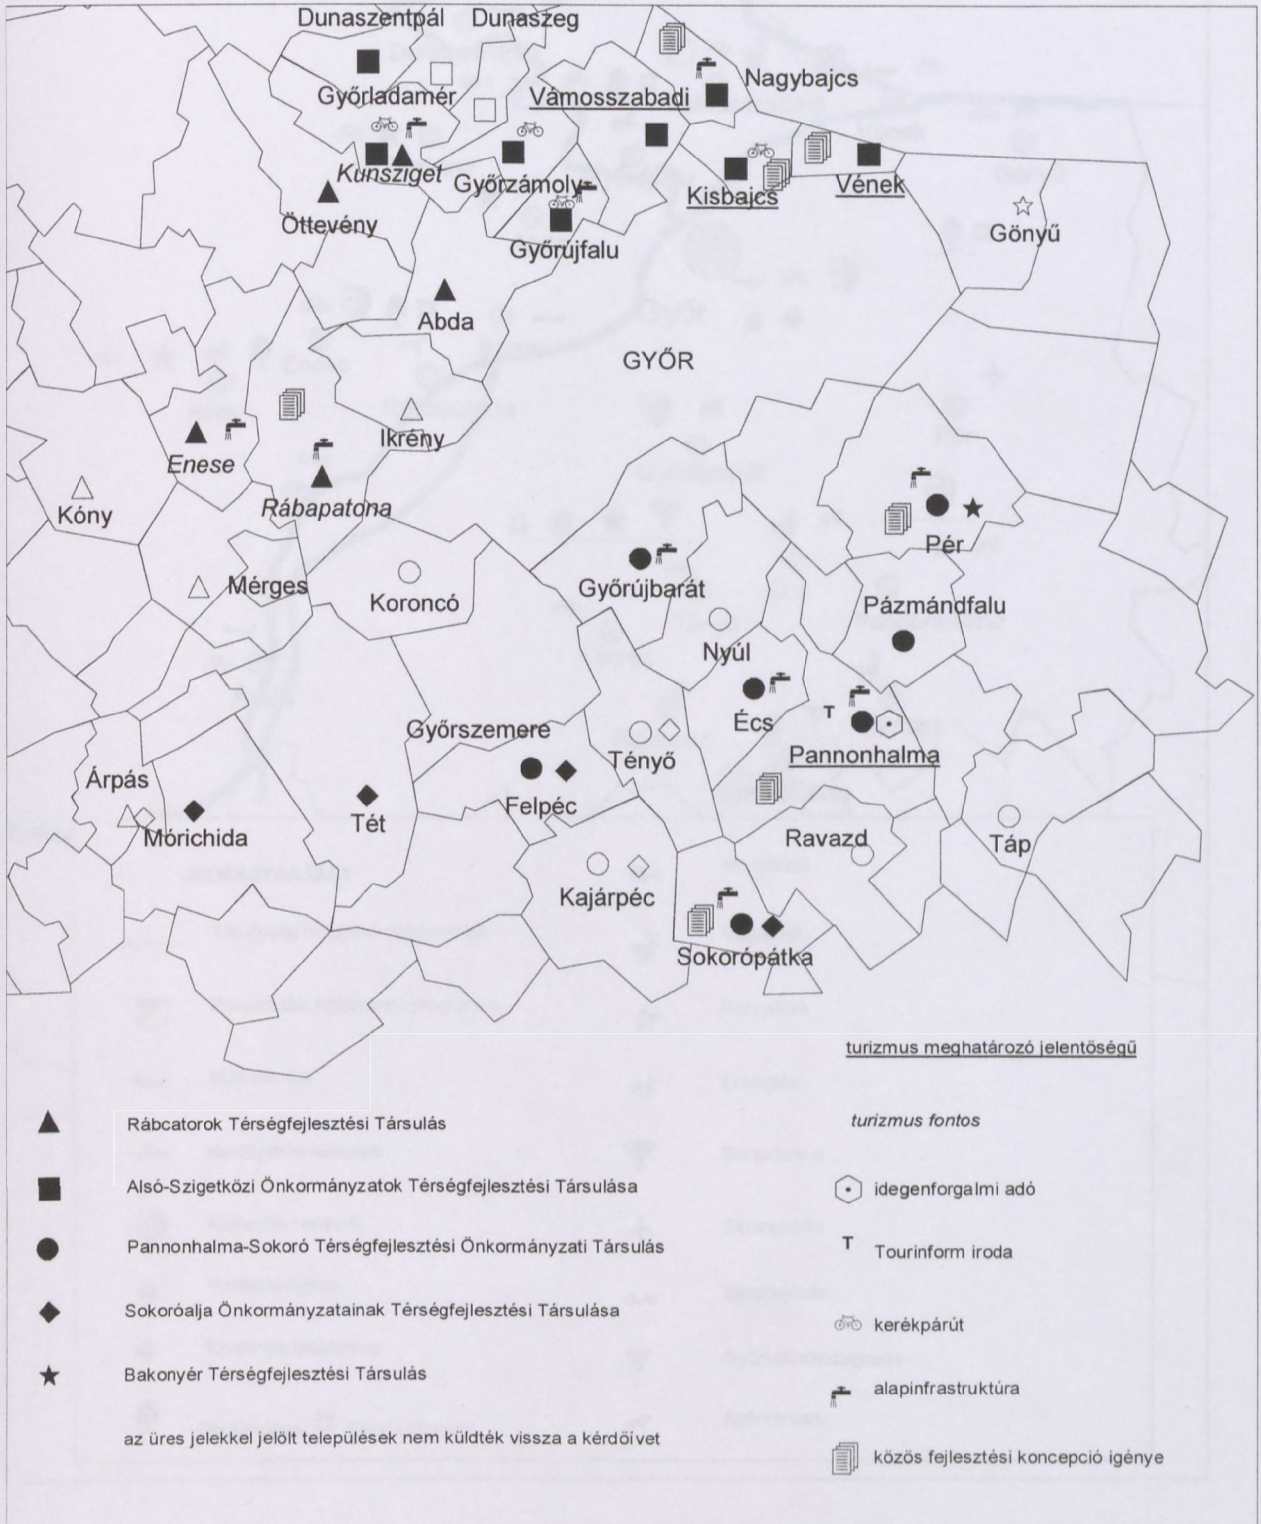 Dunaszentpál
Dunaszeg
Nagybajcs
Győrladamér
Vámosszabadi
Kunsziget
Győrzámoly
Kisbajcs
Vének
Öttevény
Gönyű
Győrújfalu
Abda
GYŐR
Ikrény
Enese
Rábapatona
Kóny
Pér
Mérges
Koroncó
Győrújbarát
Pázmándfalu
Nyúl
Écs
Győrszemere
Tényő
T
Pannonhalma
Árpás
Felpéc
Mórichida
Tét
Ravazd
Táp
Kajárpéc
Sokorópátka
turizmus meghatározó jelentőségű
Rábcatorok Térségfejlesztési Társulás
turizmus fontos
Alsó-Szigetközi Önkormányzatok Térségfejlesztési Társulása
idegenforgalmi adó
Pannonhalma-Sokoró Térségfejlesztési Önkormányzati Társulás
T Tourinform iroda
Sokoróalja Önkormányzatainak Térségfejlesztési Társulása
kerékpárút
Bakonyér Térségfejlesztési Társulás
alapinfrastruktúra
az üres jelekkel jelölt települések nem küldték vissza a kérdőívet
közös fejlesztési koncepció igénye